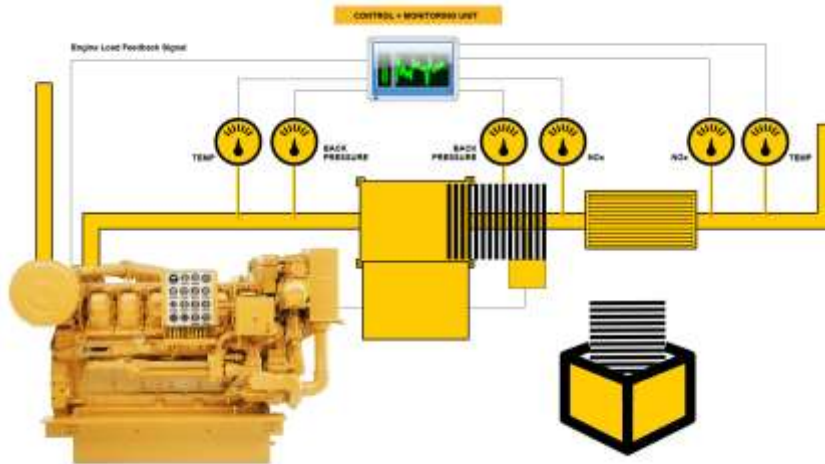 CONTROL + MONITORING UNIT
Engine Load Feedback Signal
TEMP
BACK
PRESSURE
BACK
PRESSURE
NOx
NOx
TEMP